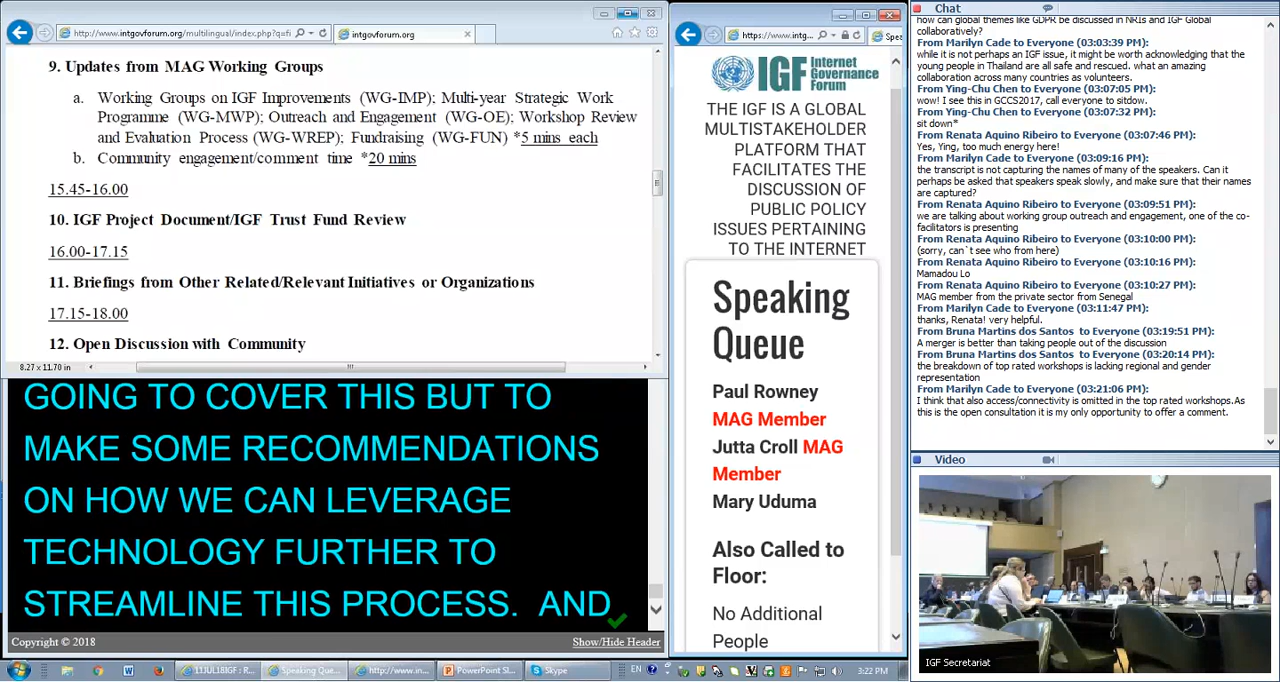 http://www.intgovforum.org/multilingual/index.php?q=fi
intgovforum.org
9. Updates from MAG Working Groups
a. Working Groups on IGF Improvements (WG-IMP); Multi-year Strategic Work
Programme (WG-MWP); Outreach and Engagement (WG-OE); Workshop Review
and Evaluation Process (WG-WREP); Fundraising (WG-FUN) *5 mins each
b. Community engagement/comment time *20 mins
15.45-16.00
10. IGF Project Document/IGF Trust Fund Review
16.00-17.15
11. Briefings from Other Related/Relevant Initiatives or Organizations
17.15-18.00
12. Open Discussion with Community
8.27 x 11.70 in
GOING TO COVER THIS BUT TO
MAKE SOME RECOMMENDATIONS
ON HOW WE CAN LEVERAGE
TECHNOLOGY FURTHER TO
STREAMLINE THIS PROCESS.  AND
Copyright © 2018
Show/Hide Header
https://www.intg...
Spe
IGF Internet
Governance
Forum
THE IGF IS A GLOBAL
MULTISTAKEHOLDER
PLATFORM THAT
FACILITATES THE
DISCUSSION OF
PUBLIC POLICY
ISSUES PERTAINING
TO THE INTERNET
Speaking
Queue
Paul Rowney
MAG Member
Jutta Croll MAG
Member
Mary Uduma
Also Called to
Floor:
No Additional
People
Chat
how can global themes like GDPR be discussed in NRIs and IGF Global
collaboratively?
From Marilyn Cade to Everyone (03:03:39 PM):
while it is not perhaps an IGF issue, it might be worth acknowledging that the
young people in Thailand are all safe and rescued. what an amazing
collaboration across many countries as volunteers.
From Ying-Chu Chen to Everyone (03:07:05 PM):
wow! I see this in GCCS2017, call everyone to sitdow.
From Ying-Chu Chen to Everyone (03:07:32 PM):
sit down*
From Renata Aquino Ribeiro to Everyone (03:07:46 PM):
Yes, Ying, too much energy here!
From Marilyn Cade to Everyone (03:09:16 PM):
the transcript is not capturing the names of many of the speakers. Can it
perhaps be asked that speakers speak slowly, and make sure that their names
are captured?
From Renata Aquino Ribeiro to Everyone (03:09:51 PM):
we are talking about working group outreach and engagement, one of the co-
facilitators is presenting
From Renata Aquino Ribeiro to Everyone (03:10:00 PM):
(sorry, can`t see who from here)
From Renata Aquino Ribeiro to Everyone (03:10:16 PM):
Mamadou Lo
From Renata Aquino Ribeiro to Everyone (03:10:27 PM):
MAG member from the private sector from Senegal
From Marilyn Cade to Everyone (03:11:47 PM):
thanks, Renata! very helpful.
From Bruna Martins dos Santos  to Everyone (03:19:51 PM):
A merger is better than taking people out of the discussion
From Bruna Martins dos Santos  to Everyone (03:20:14 PM):
the breakdown of top rated workshops is lacking regional and gender
representation
From Marilyn Cade to Everyone (03:21:06 PM):
I think that also access/connectivity is omitted in the top rated workshops.As
this is the open consultation it is my only opportunity to offer a comment.
Video
IGF Secretariat
11JUL18IGF : R...
Speaking Que...
http://www.in...
PowerPoint Sl...
Skype
EN
3:22 PM